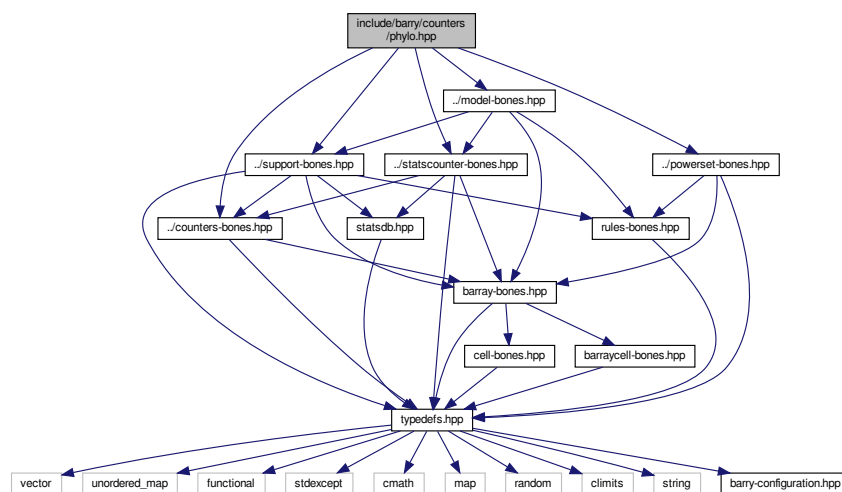 include/barry/counters
/phylo.hpp
../model-bones.hpp
../support-bones.hpp
../statscounter-bones.hpp
../powerset-bones.hpp
../counters-bones.hpp
statsdb.hpp
rules-bones.hpp
barray-bones.hpp
cell-bones.hpp
barraycell-bones.hpp
typedefs.hpp
vector
unordered_map
functional
stdexcept
cmath
map
random
climits
string
barry-configuration.hpp